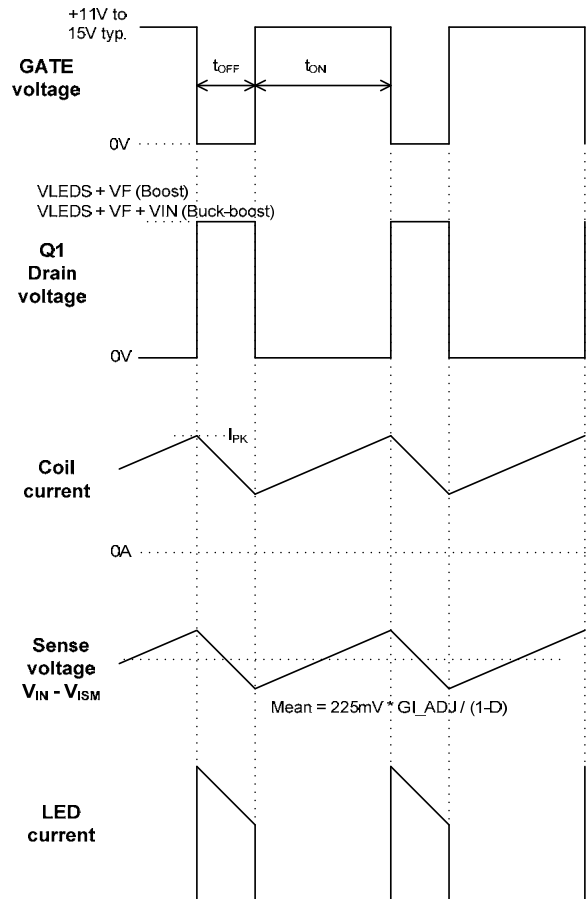 +11V to
15V typ.
GATE
voltage
tOFF
tON
0V
VLEDS + VF (Boost)
VLEDS + VF + VIN (Buck-boost)
Q1
Drain
voltage
0V
IPK
Coil
current
0A
Sense
voltage
VIN - VISM
Mean = 225mV * GI_ADJ / (1-D)
LED
current